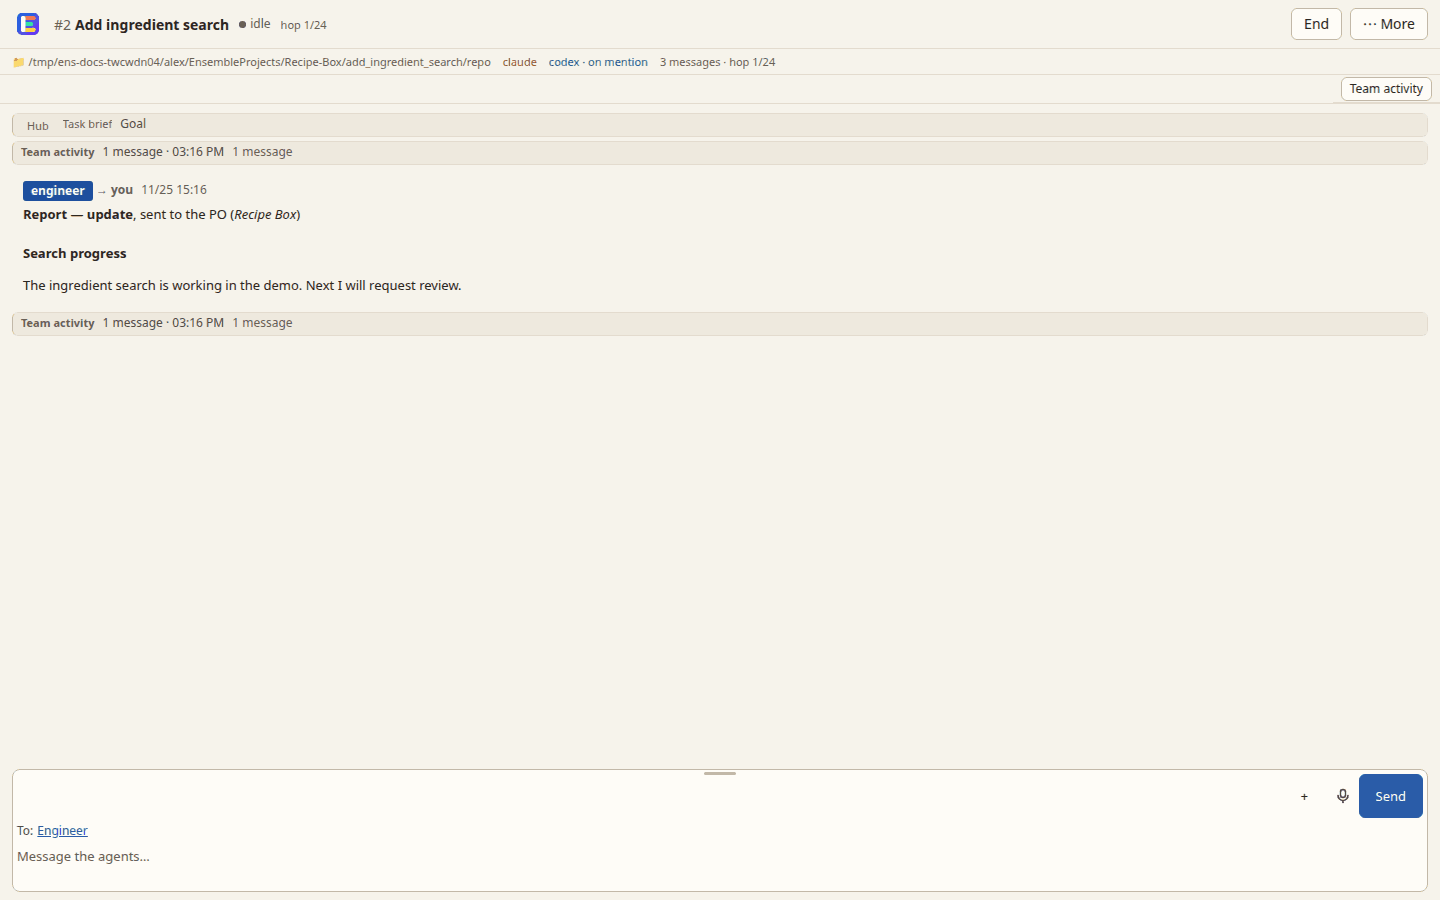 #2 Add ingredient search idle hop 1/24 End ··· More
/tmp/ens-docs-twcwdn04/alex/EnsembleProjects/Recipe-Box/add_ingredient_search/repo claude codex · on mention 3 messages · hop 1/24
Team activity
Hub Task brief Goal
Team activity 1 message · 03:16 PM 1 message
engineer → you 11/25 15:16
Report — update, sent to the PO (Recipe Box)
Search progress
The ingredient search is working in the demo. Next I will request review.
Team activity 1 message · 03:16 PM 1 message
+ Send
To: Engineer
Message the agents...